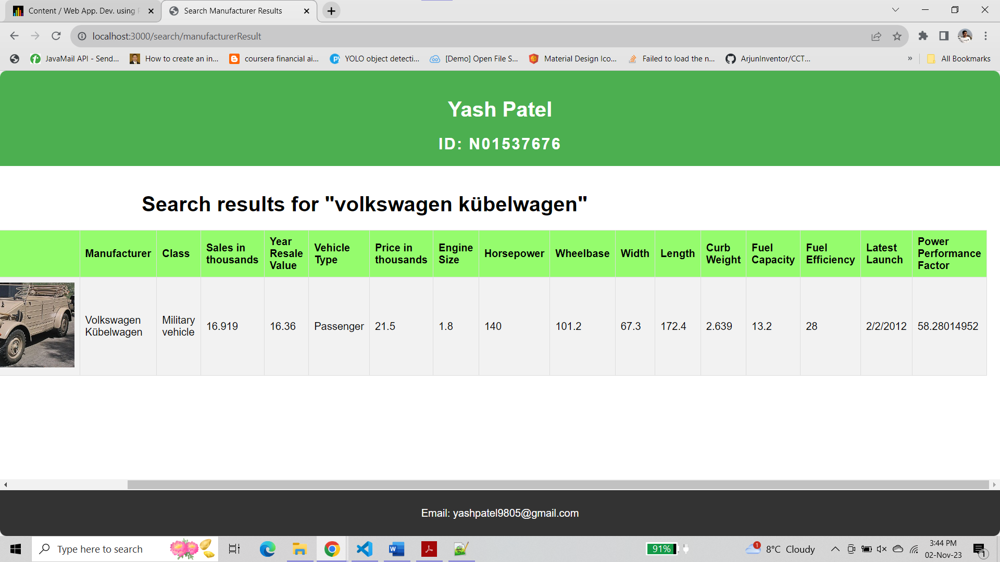 Content / Web App. Dev. using
Search Manufacturer Results
localhost:3000/search/manufacturerResult
JavaMail API - Send...
How to create an in...
coursera financial ai...
YOLO object detecti...
[Demo] Open File S...
Material Design Ico...
Failed to load the n...
ArjunInventor/CCT...
»
All Bookmarks
Yash Patel
ID: N01537676
Search results for "volkswagen kübelwagen"
Manufacturer
Class
Sales in
thousands
Year
Resale
Value
Vehicle
Type
Price in
thousands
Engine
Size
Horsepower
Wheelbase
Width
Length
Curb
Weight
Fuel
Capacity
Fuel
Efficiency
Latest
Launch
Power
Performance
Factor
Volkswagen
Kübelwagen
Military
vehicle
16.919
16.36
Passenger
21.5
1.8
140
101.2
67.3
172.4
2.639
13.2
28
2/2/2012
58.28014952
Email: yashpatel9805@gmail.com
Type here to search
91%
1
8°C Cloudy
3:44 PM
02-Nov-23
1